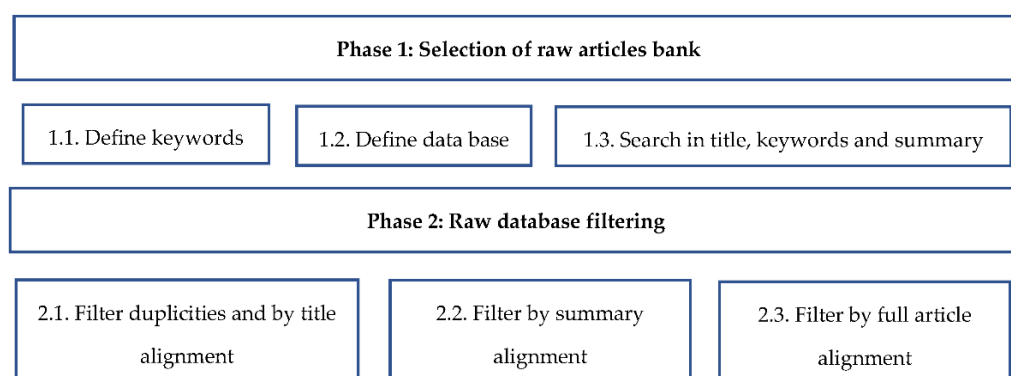 Phase 1: Selection of raw articles bank
1.1. Define keywords
1.2. Define data base
1.3. Search in title, keywords and summary
Phase 2: Raw database filtering
2.1. Filter duplicities and by title
alignment
2.2. Filter by summary
alignment
2.3. Filter by full article
alignment